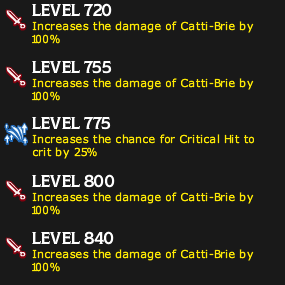 LEVEL 720
Increases the damage of Catti-Brie by
100%
LEVEL 755
Increases the damage of Catti-Brie by
100%
LEVEL 775
Increases the chance for Critical Hit to
crit by 25%
LEVEL 800
Increases the damage of Catti-Brie by
100%
LEVEL 840
Increases the damage of Catti-Brie by
100%